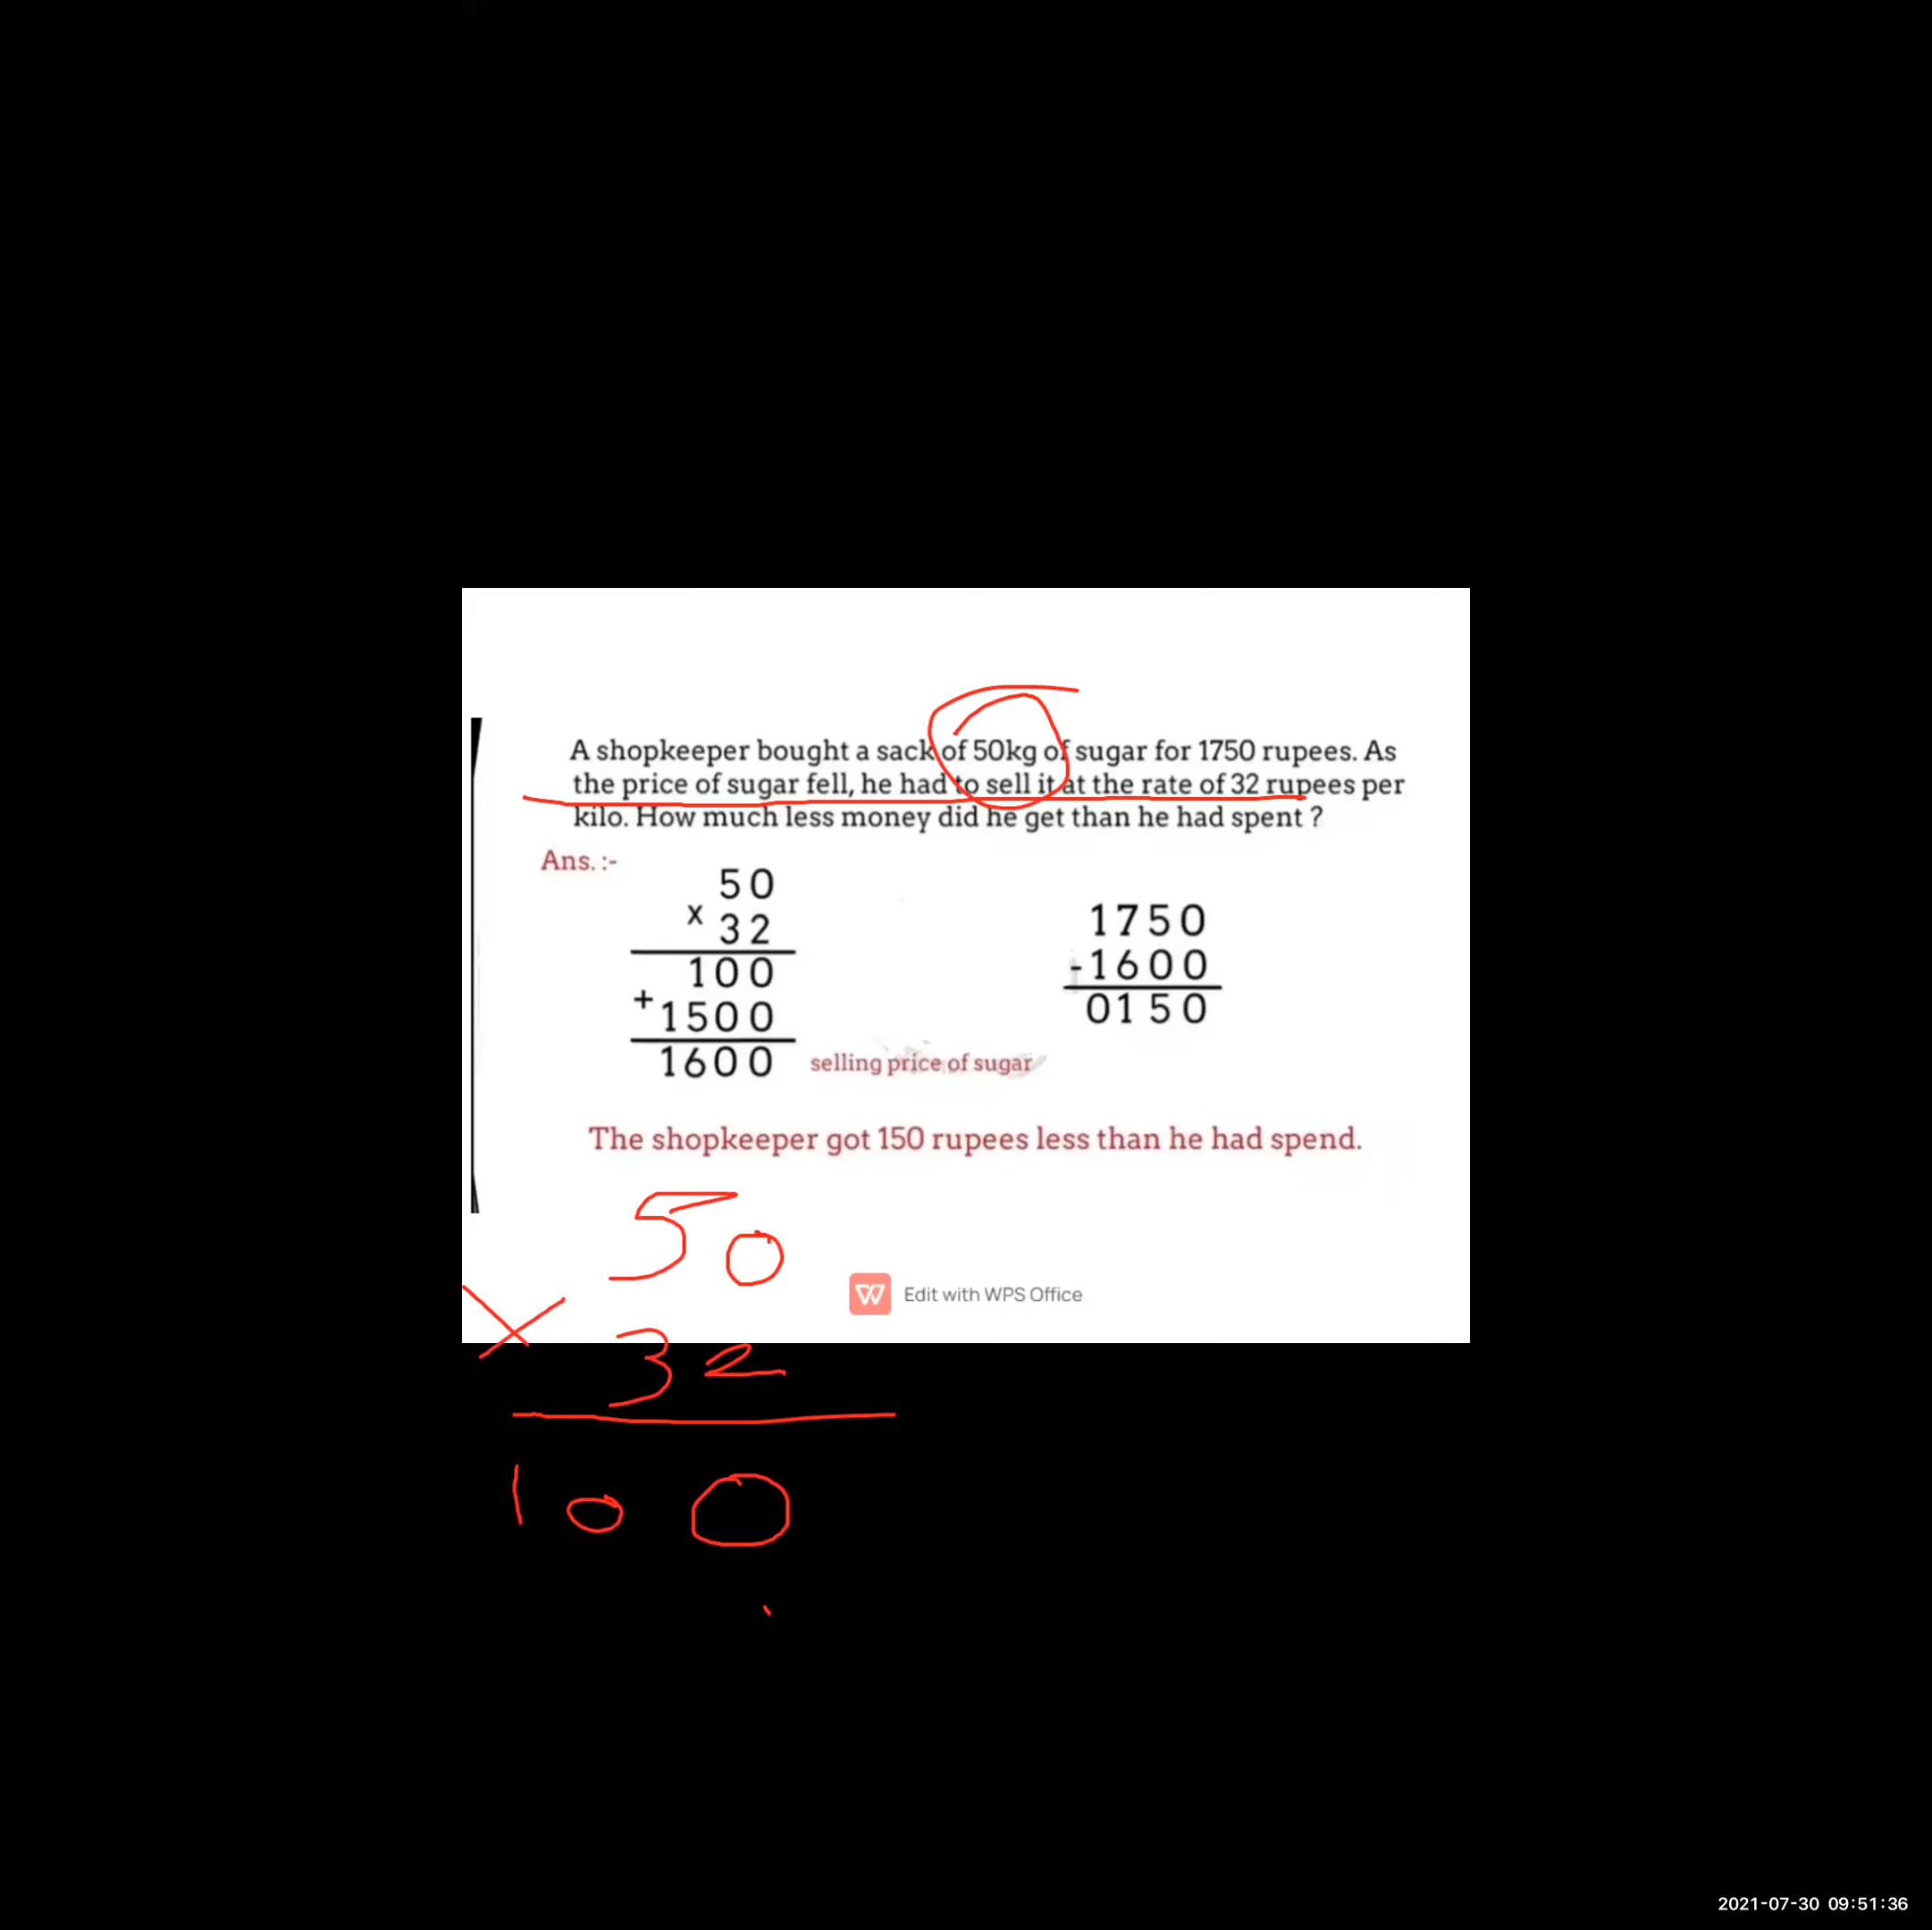 A shopkeeper bought a sack of 50kg of sugar for 1750 rupees. As
the price of sugar fell, he had to sell it at the rate of 32 rupees per
kilo. How much less money did he get than he had spent ?
Ans. :-
50
x 32
100
+1500
1600 selling price of sugar
1750
-1600
0150
The shopkeeper got 150 rupees less than he had spend.
50
x 32
100
W Edit with WPS Office
2021-07-30 09:51:36